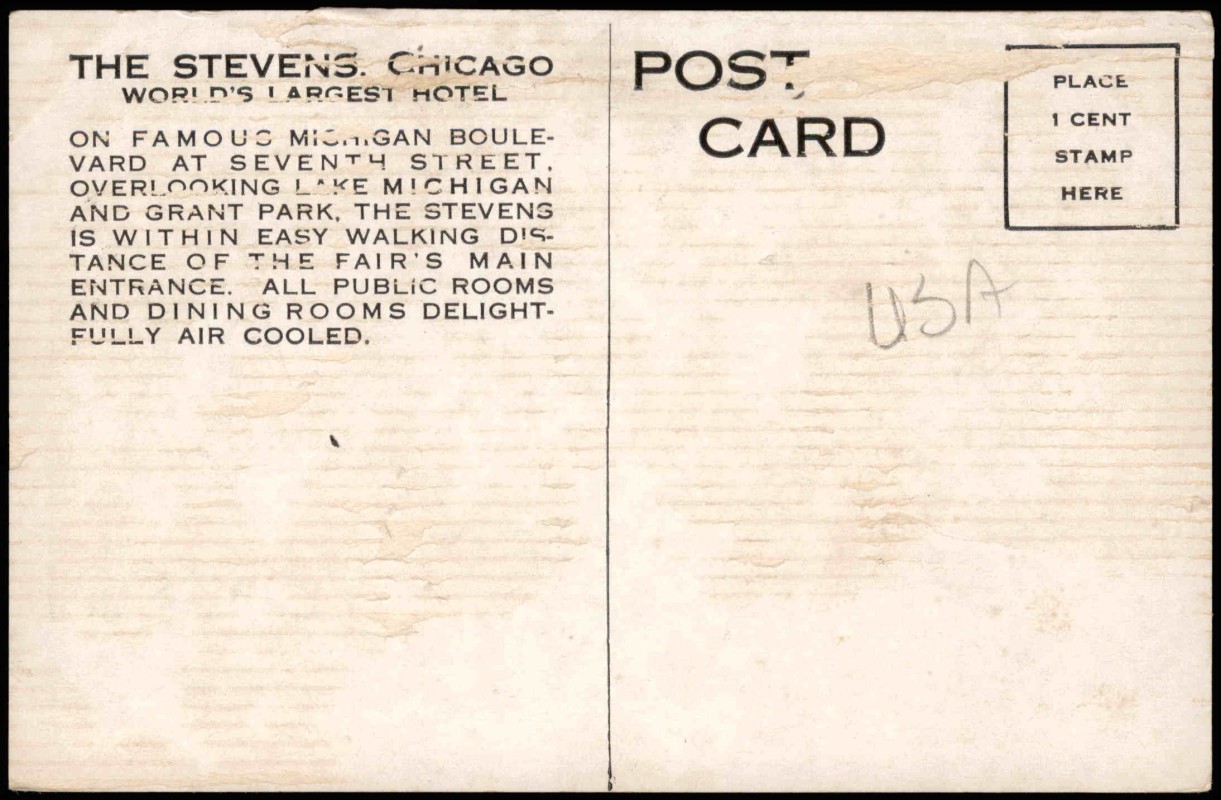 THE STEVENS. CHICAGO
WORLD'S LARGEST HOTEL
ON FAMOUS MICHIGAN BOULE-
VARD AT SEVENTH STREET,
OVERLOOKING LAKE MICHIGAN
AND GRANT PARK, THE STEVENS
IS WITHIN EASY WALKING DIS-
TANCE OF THE FAIR'S MAIN
ENTRANCE. ALL PUBLIC ROOMS
AND DINING ROOMS DELIGHT-
FULLY AIR COOLED.
POST
CARD
PLACE
1 CENT
STAMP
HERE
USA